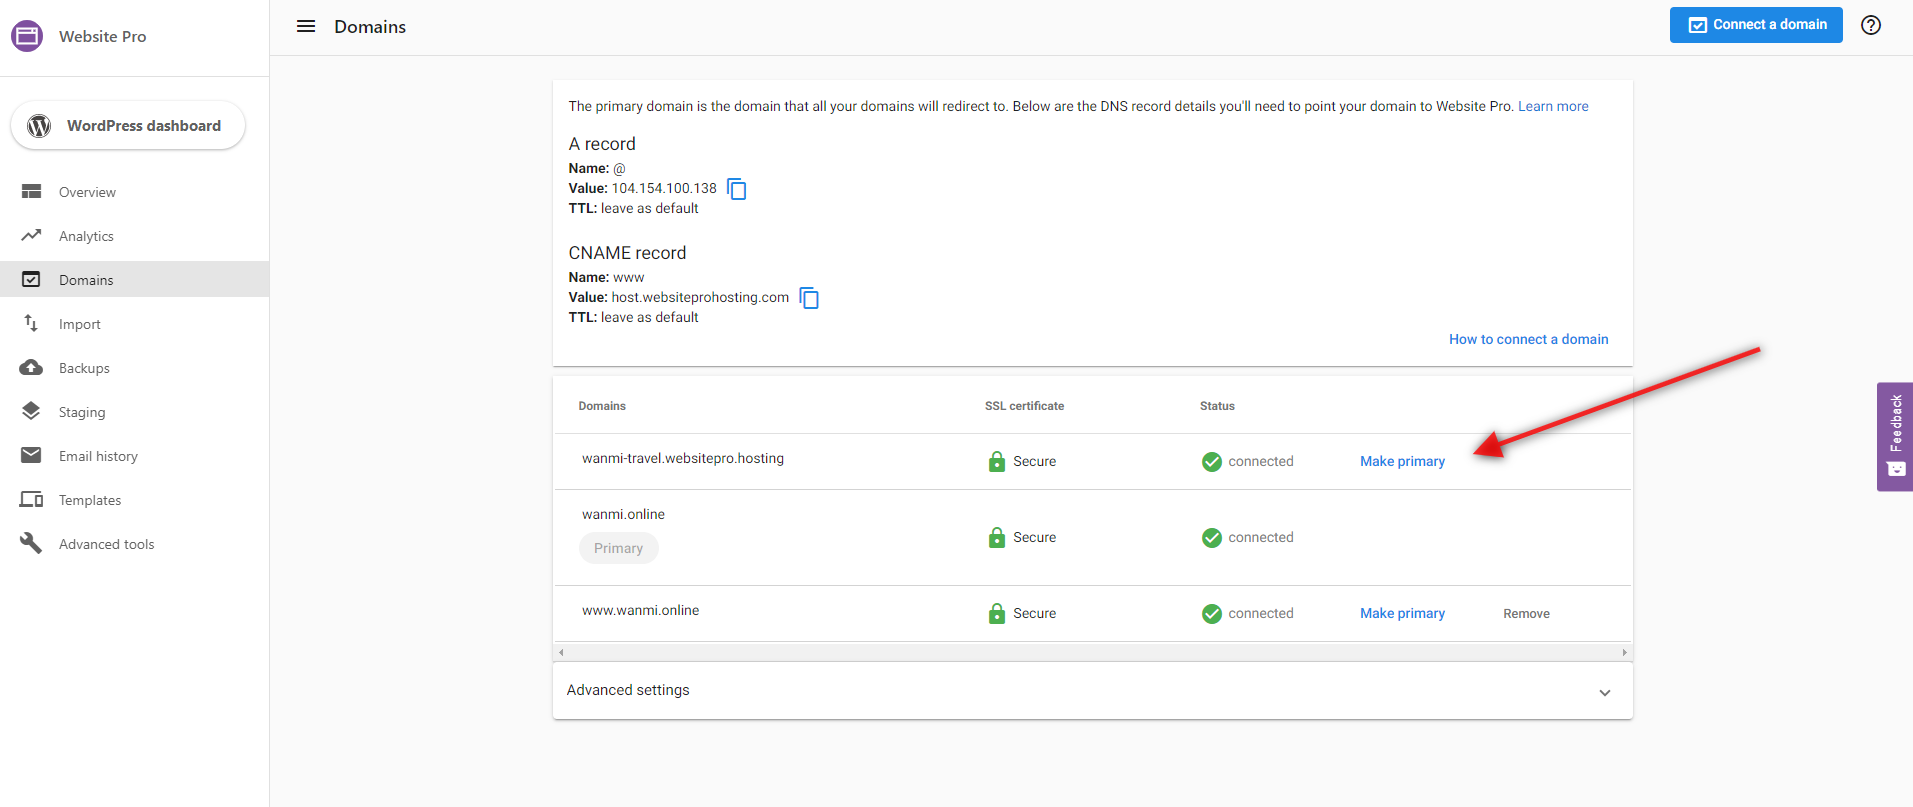 Website Pro
Domains
Connect a domain
WordPress dashboard
Overview
Analytics
Domains
Import
Backups
Staging
Email history
Templates
Advanced tools
The primary domain is the domain that all your domains will redirect to. Below are the DNS record details you'll need to point your domain to Website Pro. Learn more
A record
Name: @
Value: 104.154.100.138
TTL: leave as default
CNAME record
Name: www
Value: host.websiteprohosting.com
TTL: leave as default
How to connect a domain
Domains SSL certificate Status
wanmi-travel.websitepro.hosting Secure connected Make primary
wanmi.online
Primary Secure connected
www.wanmi.online Secure connected Make primary Remove
Advanced settings
Feedback